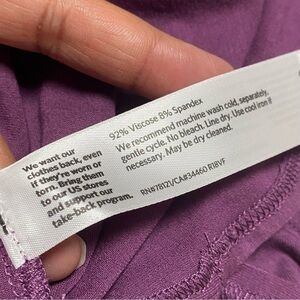 We want our
clothes back, even
if they're worn or
torn. Bring them
to our US stores
and support our
take-back program.
92% Viscose 8% Spandex
We recommend machine wash cold, separately,
gentle cycle. No bleach. Line dry. Use cool iron if
necessary. May be dry cleaned.
RN#78121/CA#34460 R18VF